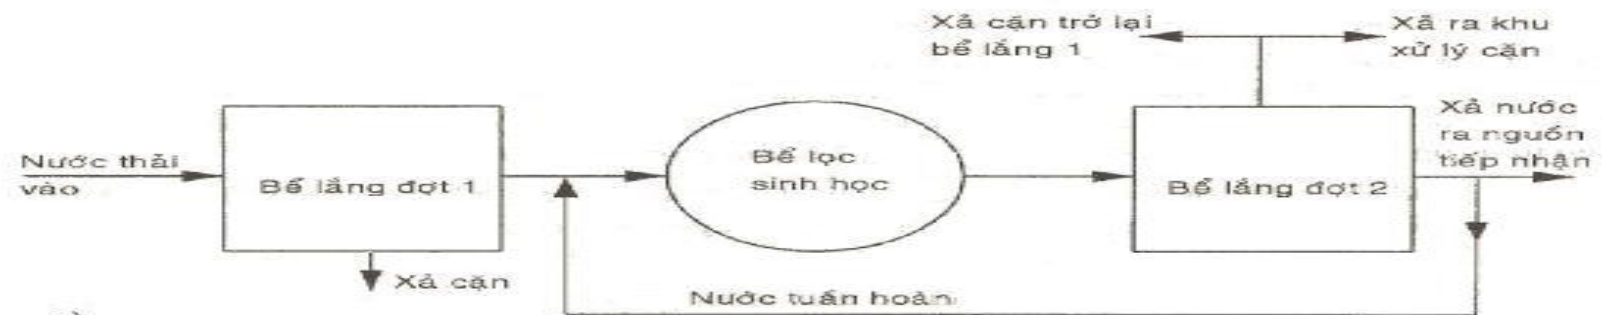 Xả cặn trở lại
bể lắng 1
Xả ra khu
xử lý cặn
Nước thải
vào
Bể lắng đợt 1
Bể lọc
sinh học
Bể lắng đợt 2
Xả nước
ra nguồn
tiếp nhận
Xả cặn
Nước tuần hoàn